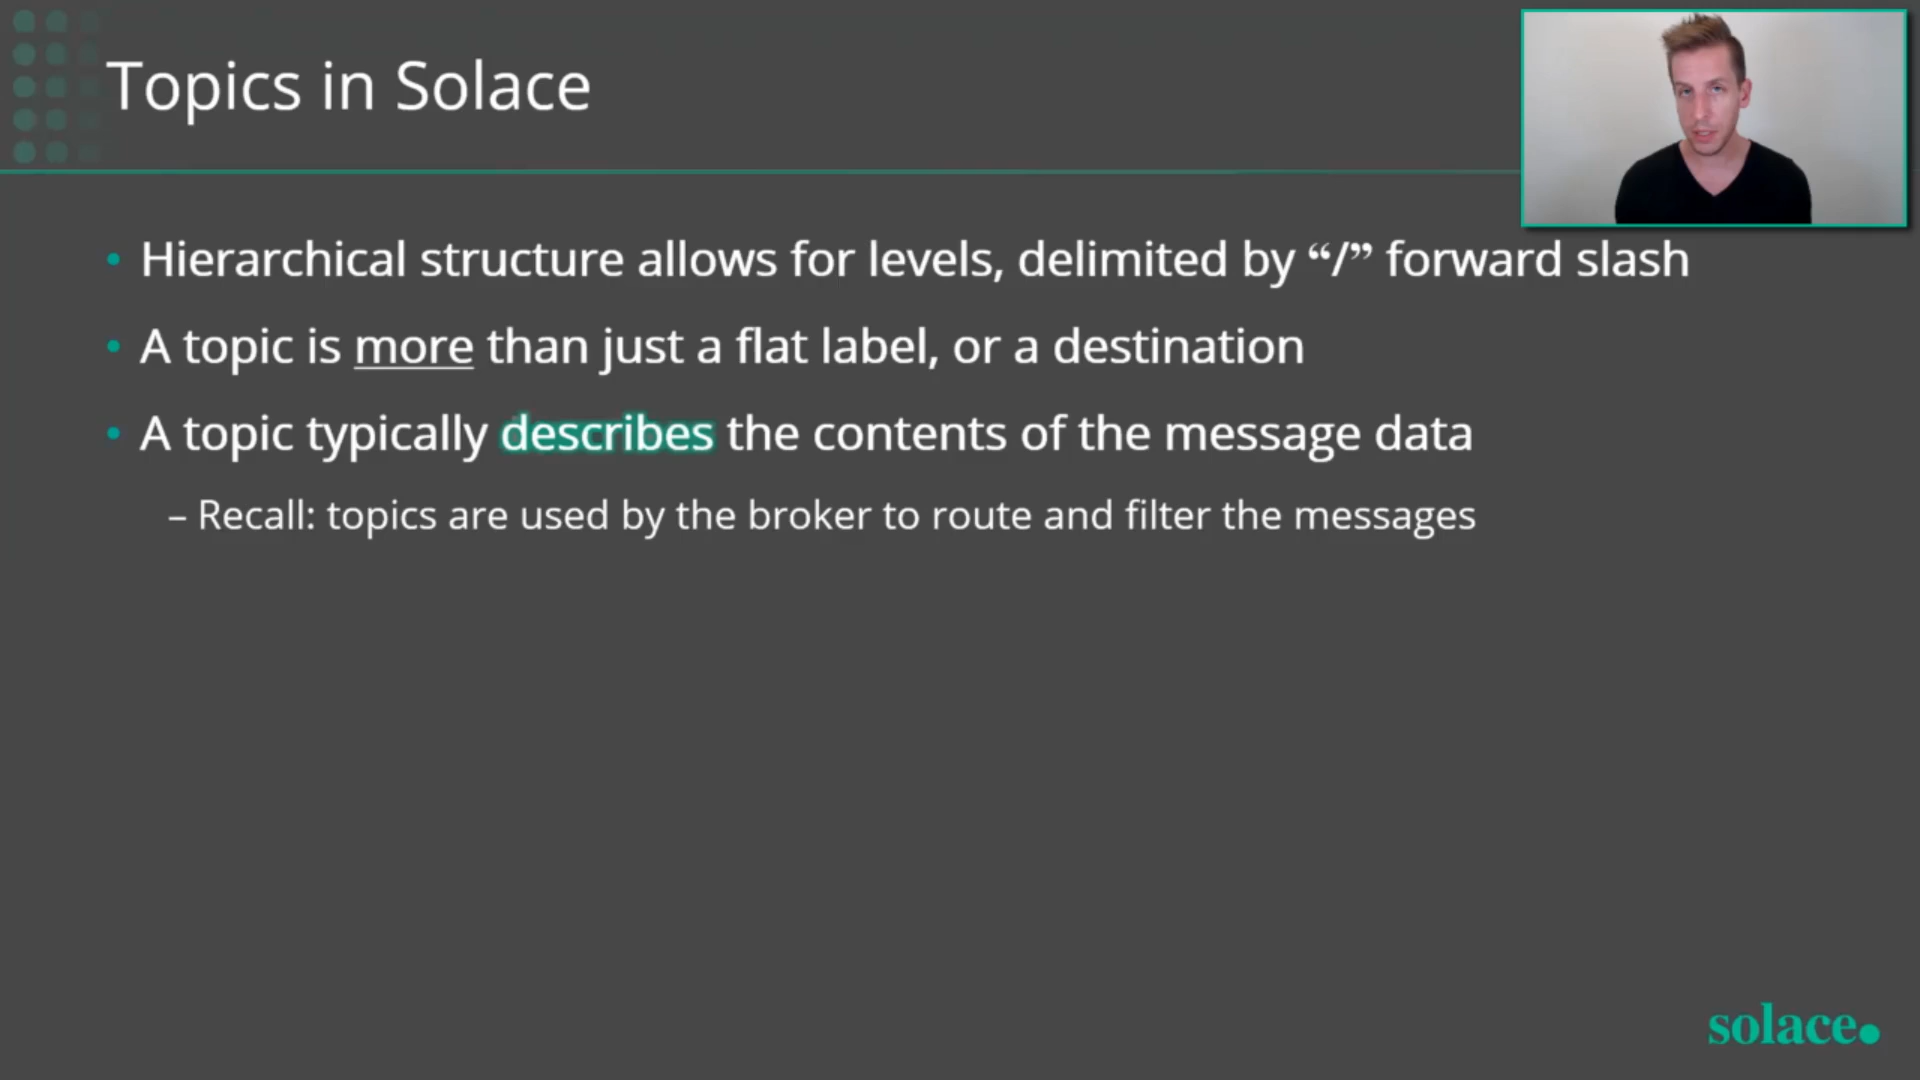 Topics in Solace
• Hierarchical structure allows for levels, delimited by “/” forward slash
• A topic is more than just a flat label, or a destination
• A topic typically describes the contents of the message data
– Recall: topics are used by the broker to route and filter the messages
solace.